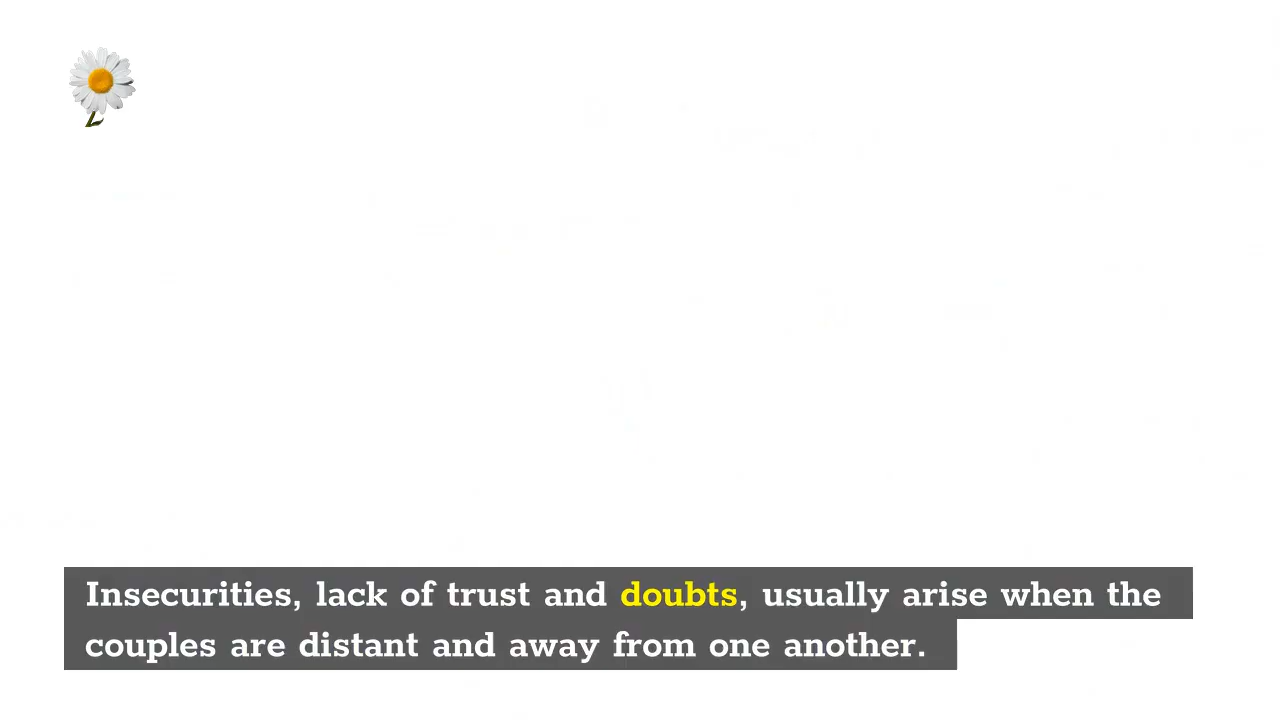 Insecurities, lack of trust and doubts, usually arise when the
couples are distant and away from one another.